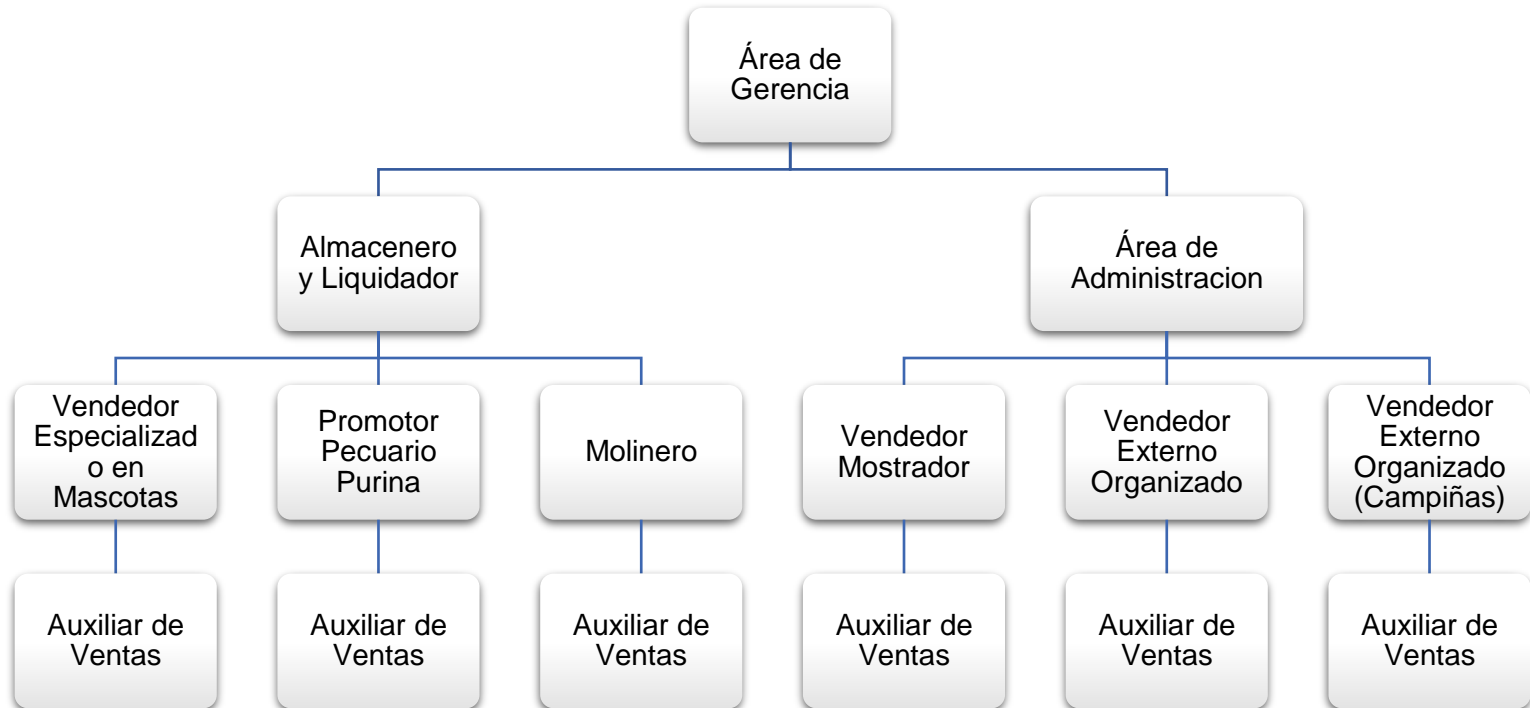 Área de
Gerencia
Almacenero
y Liquidador
Área de
Administracion
Vendedor
Especializad
o en
Mascotas
Promotor
Pecuario
Purina
Molinero
Vendedor
Mostrador
Vendedor
Externo
Organizado
Vendedor
Externo
Organizado
(Campiñas)
Auxiliar de
Ventas
Auxiliar de
Ventas
Auxiliar de
Ventas
Auxiliar de
Ventas
Auxiliar de
Ventas
Auxiliar de
Ventas